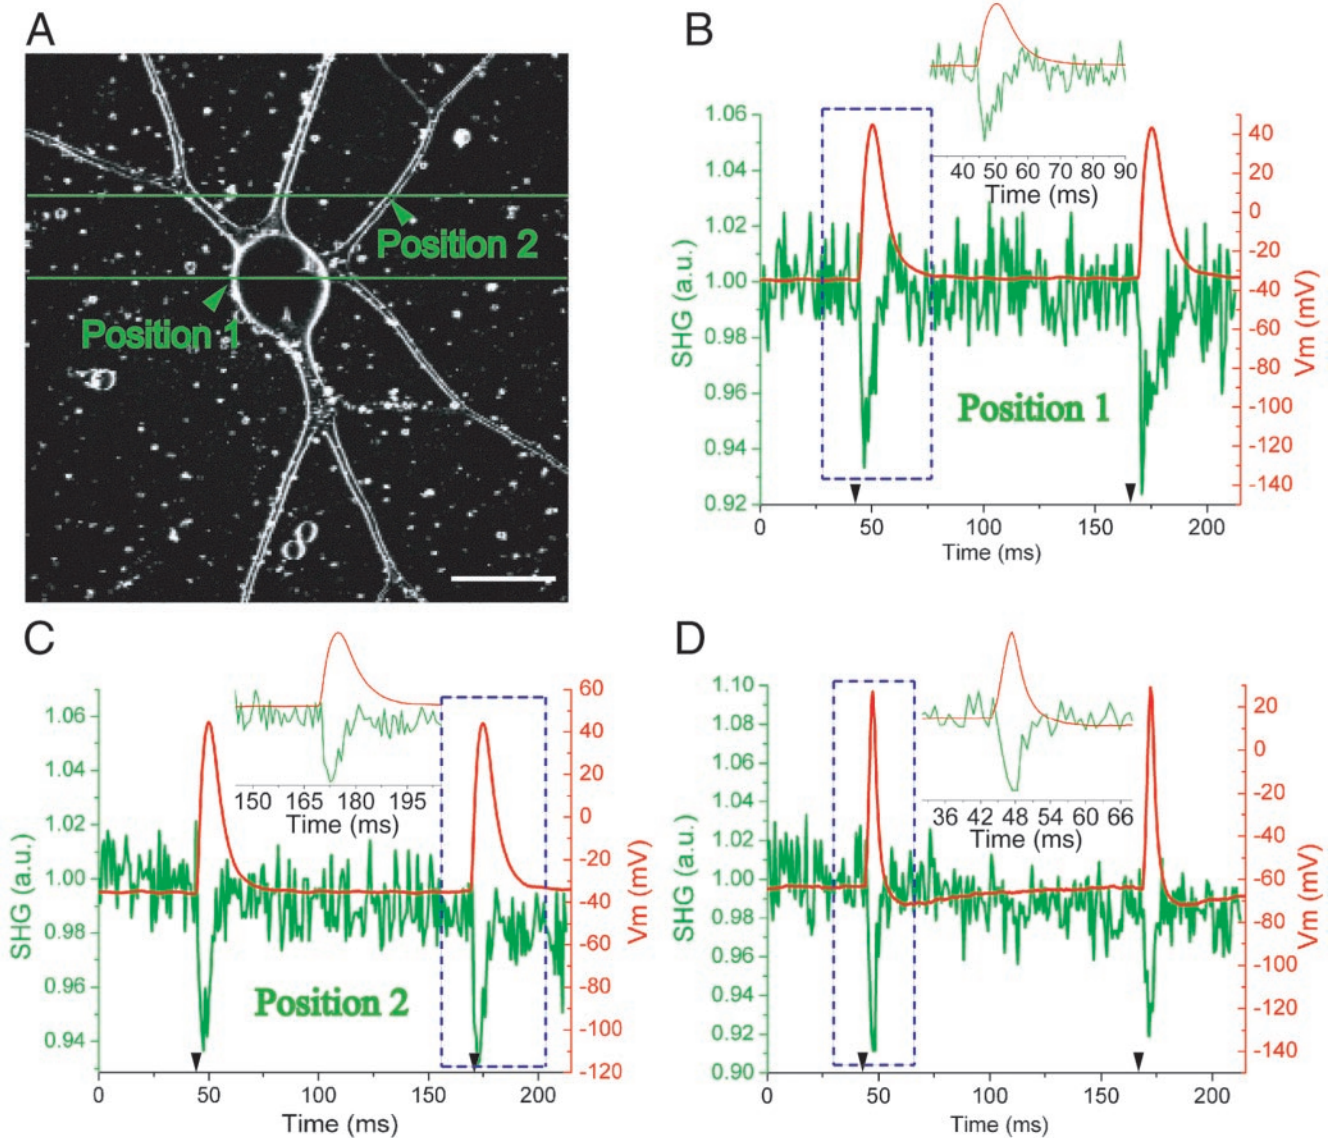 A
Position 2
Position 1
B
40 50 60 70 80 90
Time (ms)
1.06
1.04
1.02
1.00
0.98
0.96
0.94
0.92
SHG (a.u.)
40
20
0
-20
-40
-60
-80
-100
-120
-140
Vm (mV)
Position 1
0 50 100 150 200
Time (ms)
C
150 165 180 195
Time (ms)
1.06
1.04
1.02
1.00
0.98
0.96
0.94
SHG (a.u.)
60
40
20
0
-20
-40
-60
-80
-100
-120
Vm (mV)
Position 2
0 50 100 150 200
Time (ms)
D
36 42 48 54 60 66
Time (ms)
1.10
1.08
1.06
1.04
1.02
1.00
0.98
0.96
0.94
0.92
0.90
SHG (a.u.)
20
0
-20
-40
-60
-80
-100
-120
-140
Vm (mV)
0 50 100 150 200
Time (ms)